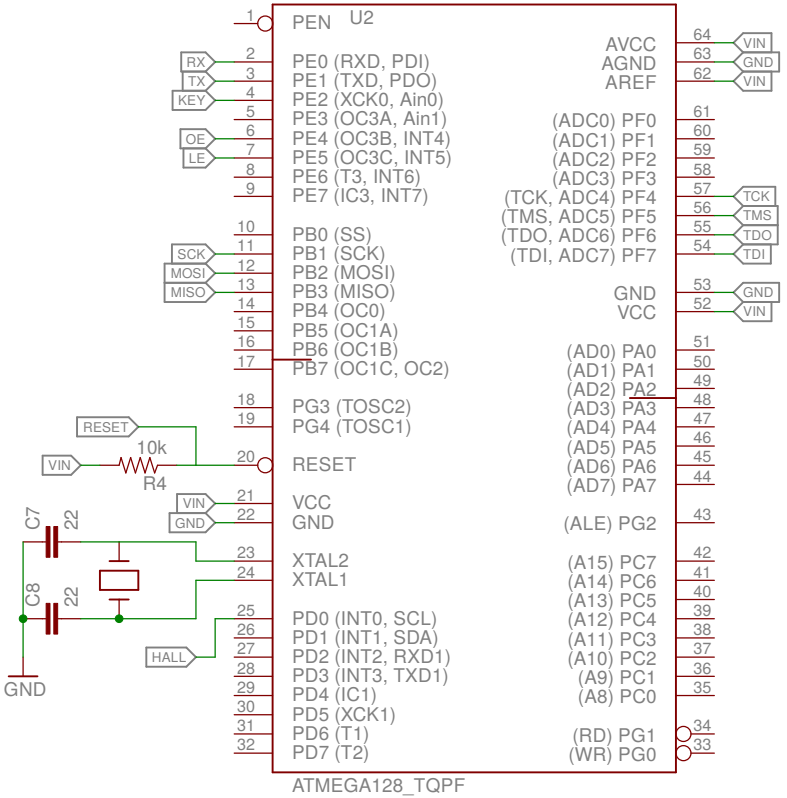 U2
1 PEN
RX 2 PE0 (RXD, PDI)
TX 3 PE1 (TXD, PDO)
KEY 4 PE2 (XCK0, Ain0)
5 PE3 (OC3A, Ain1)
OE 6 PE4 (OC3B, INT4)
LE 7 PE5 (OC3C, INT5)
8 PE6 (T3, INT6)
9 PE7 (IC3, INT7)
10 PB0 (SS)
SCK 11 PB1 (SCK)
MOSI 12 PB2 (MOSI)
MISO 13 PB3 (MISO)
14 PB4 (OC0)
15 PB5 (OC1A)
16 PB6 (OC1B)
17 PB7 (OC1C, OC2)
18 PG3 (TOSC2)
19 PG4 (TOSC1)
RESET
10k
VIN
R4
20 RESET
VIN 21 VCC
GND 22 GND
C7 22
23 XTAL2
24 XTAL1
C8 22
GND
25 PD0 (INT0, SCL)
26 PD1 (INT1, SDA)
HALL
27 PD2 (INT2, RXD1)
28 PD3 (INT3, TXD1)
29 PD4 (IC1)
30 PD5 (XCK1)
31 PD6 (T1)
32 PD7 (T2)
AVCC 64 VIN
AGND 63 GND
AREF 62 VIN
(ADC0) PF0 61
(ADC1) PF1 60
(ADC2) PF2 59
(ADC3) PF3 58
(TCK, ADC4) PF4 57 TCK
(TMS, ADC5) PF5 56 TMS
(TDO, ADC6) PF6 55 TDO
(TDI, ADC7) PF7 54 TDI
GND 53 GND
VCC 52 VIN
(AD0) PA0 51
(AD1) PA1 50
(AD2) PA2 49
(AD3) PA3 48
(AD4) PA4 47
(AD5) PA5 46
(AD6) PA6 45
(AD7) PA7 44
(ALE) PG2 43
(A15) PC7 42
(A14) PC6 41
(A13) PC5 40
(A12) PC4 39
(A11) PC3 38
(A10) PC2 37
(A9) PC1 36
(A8) PC0 35
(RD) PG1 34
(WR) PG0 33
ATMEGA128_TQPF